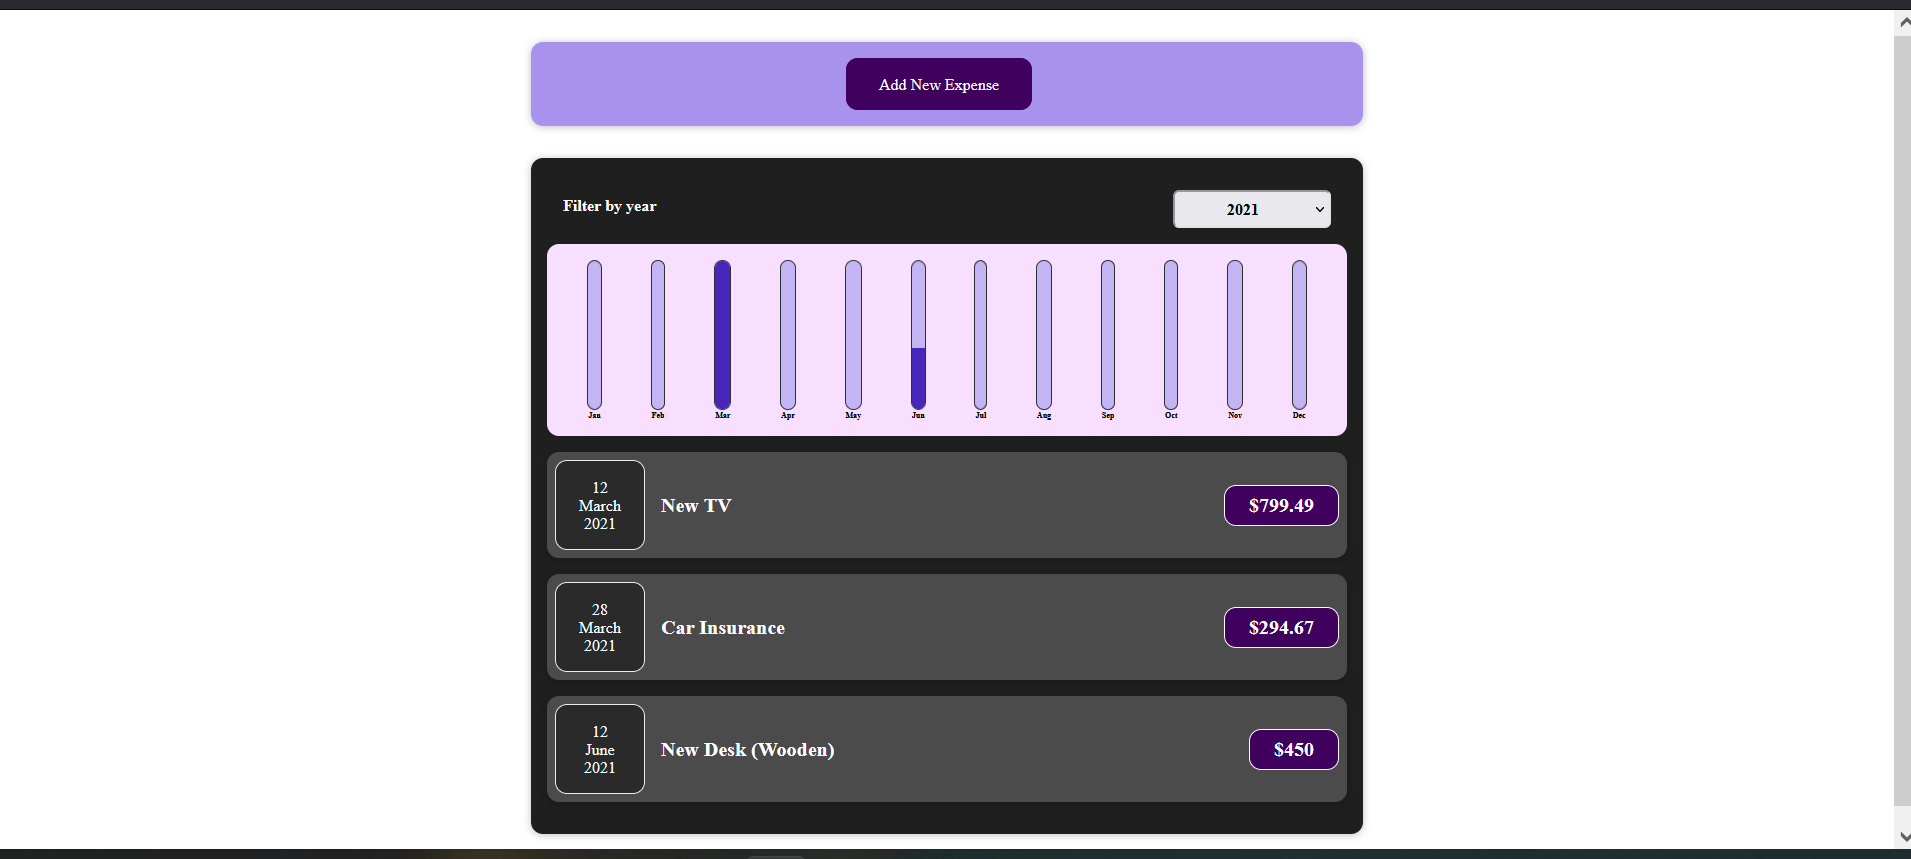 Add New Expense
Filter by year
2021
Jan Feb Mar Apr May Jun Jul Aug Sep Oct Nov Dec
12
March
2021
New TV
$799.49
28
March
2021
Car Insurance
$294.67
12
June
2021
New Desk (Wooden)
$450